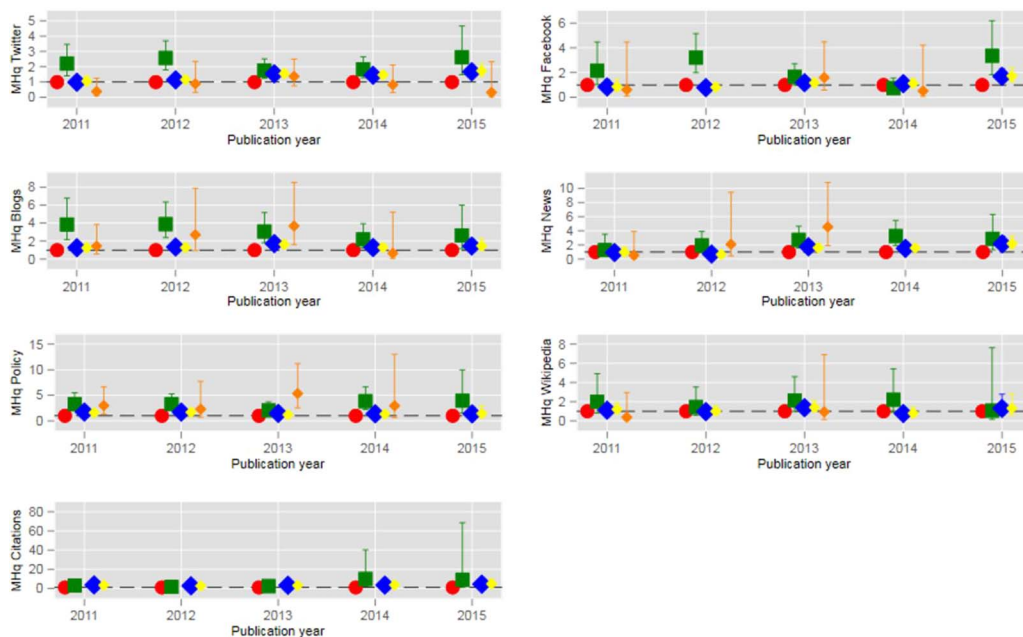 MHq Twitter
5
4
3
2
1
0
2011 2012 2013 2014 2015
Publication year
MHq Facebook
6
4
2
0
2011 2012 2013 2014 2015
Publication year
MHq Blogs
8
6
4
2
0
2011 2012 2013 2014 2015
Publication year
MHq News
10
8
6
4
2
0
2011 2012 2013 2014 2015
Publication year
MHq Policy
15
10
5
0
2011 2012 2013 2014 2015
Publication year
MHq Wikipedia
8
6
4
2
0
2011 2012 2013 2014 2015
Publication year
MHq Citations
80
60
40
20
0
2011 2012 2013 2014 2015
Publication year